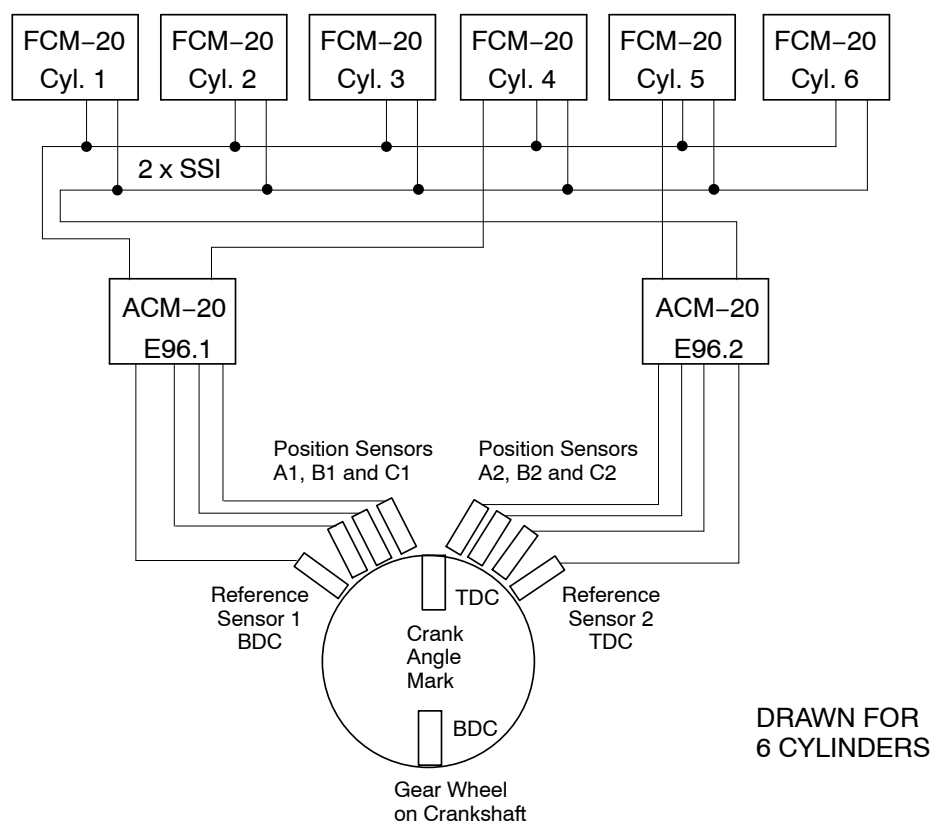 FCM−20
Cyl. 1
FCM−20
Cyl. 2
FCM−20
Cyl. 3
FCM−20
Cyl. 4
FCM−20
Cyl. 5
FCM−20
Cyl. 6
2 x SSI
ACM−20
E96.1
ACM−20
E96.2
Position Sensors
A1, B1 and C1
Position Sensors
A2, B2 and C2
Reference
Sensor 1
BDC
TDC
Reference
Sensor 2
TDC
Crank
Angle
Mark
BDC
Gear Wheel
on Crankshaft
DRAWN FOR
6 CYLINDERS